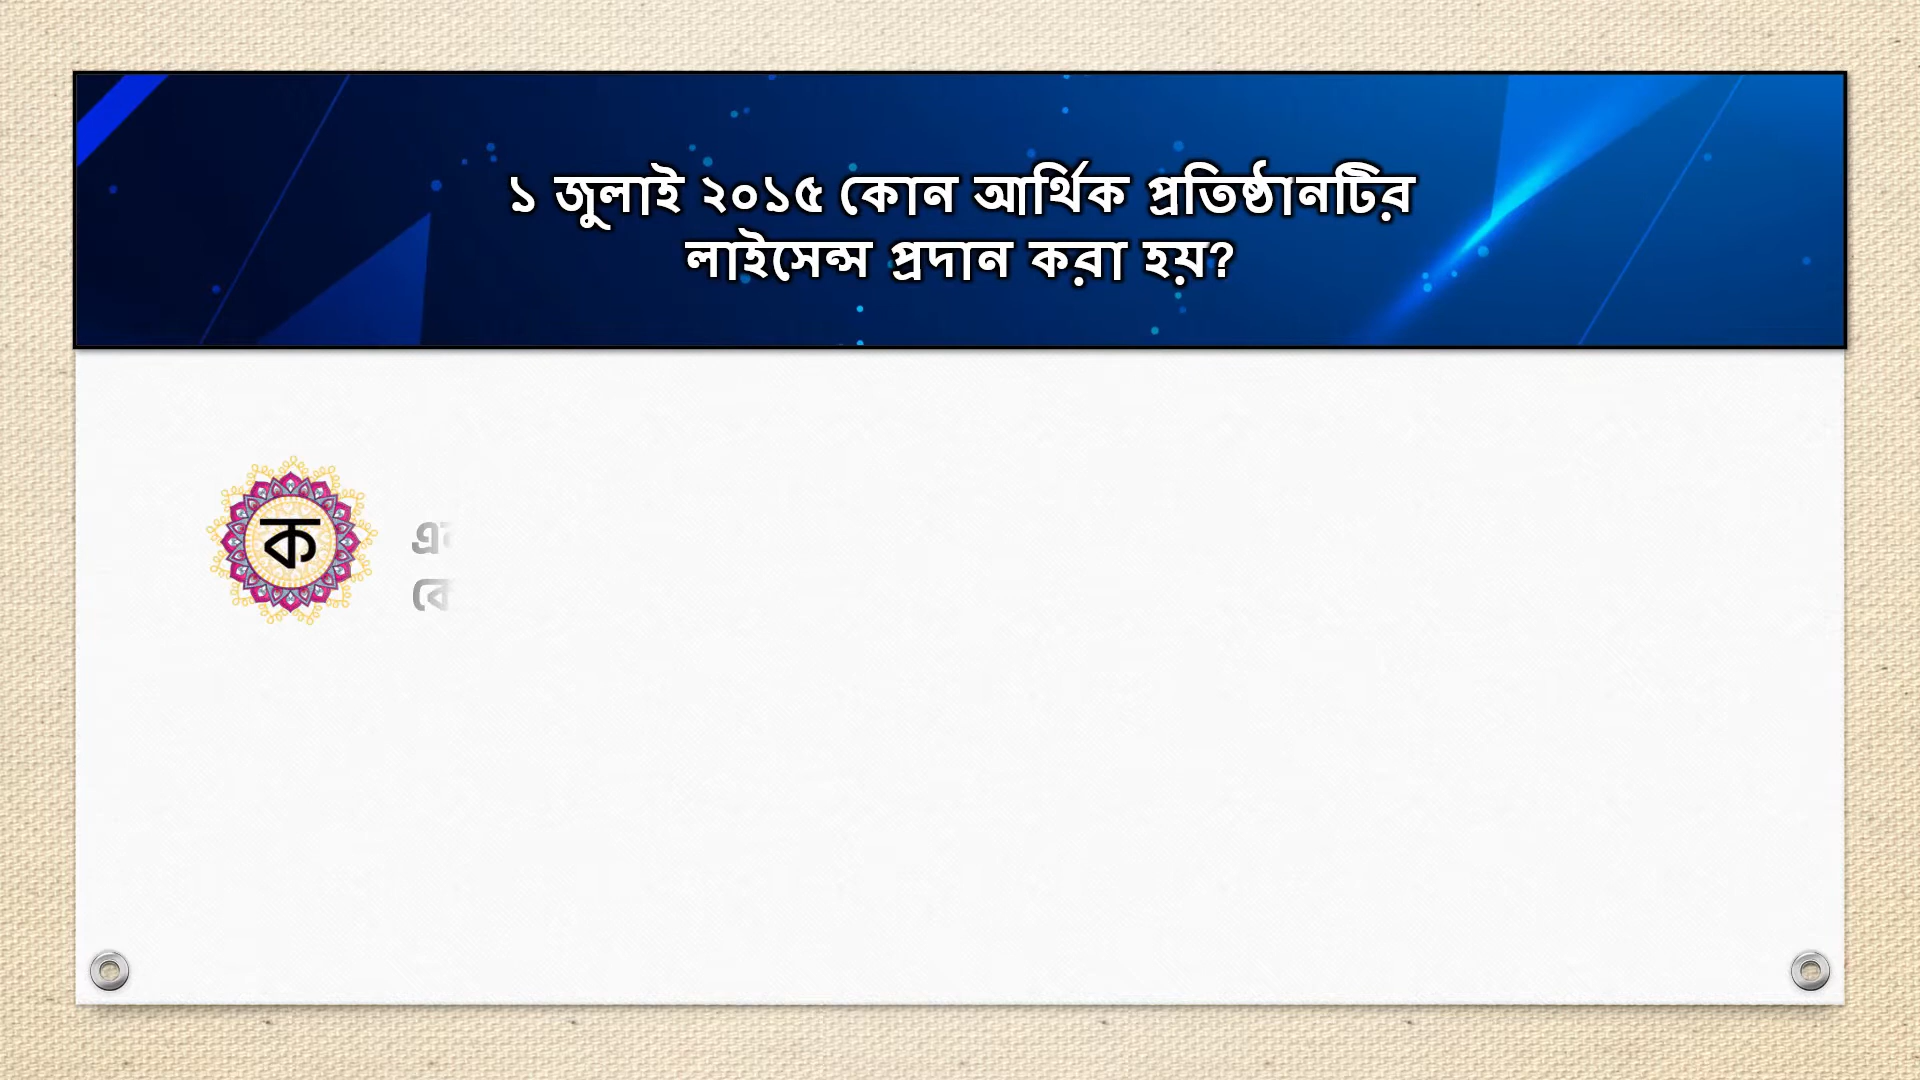 ১ জুলাই ২০১৫ কোন আর্থিক প্রতিষ্ঠানটির
লাইসেন্স প্রদান করা হয়?
ক